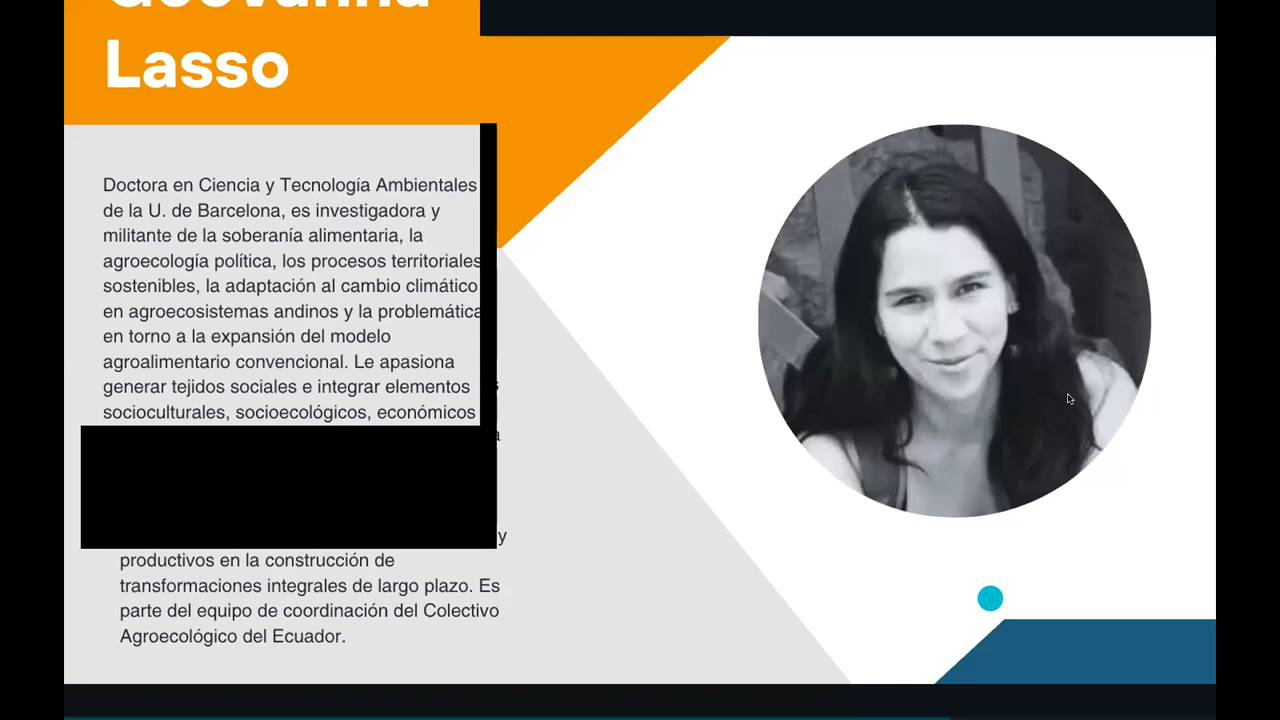 Lasso
Doctora en Ciencia y Tecnología Ambientales
de la U. de Barcelona, es investigadora y
militante de la soberanía alimentaria, la
agroecología política, los procesos territoriales
sostenibles, la adaptación al cambio climático
en agroecosistemas andinos y la problemática
en torno a la expansión del modelo
agroalimentario convencional. Le apasiona
generar tejidos sociales e integrar elementos
socioculturales, socioecológicos, económicos
y
productivos en la construcción de
transformaciones integrales de largo plazo. Es
parte del equipo de coordinación del Colectivo
Agroecológico del Ecuador.